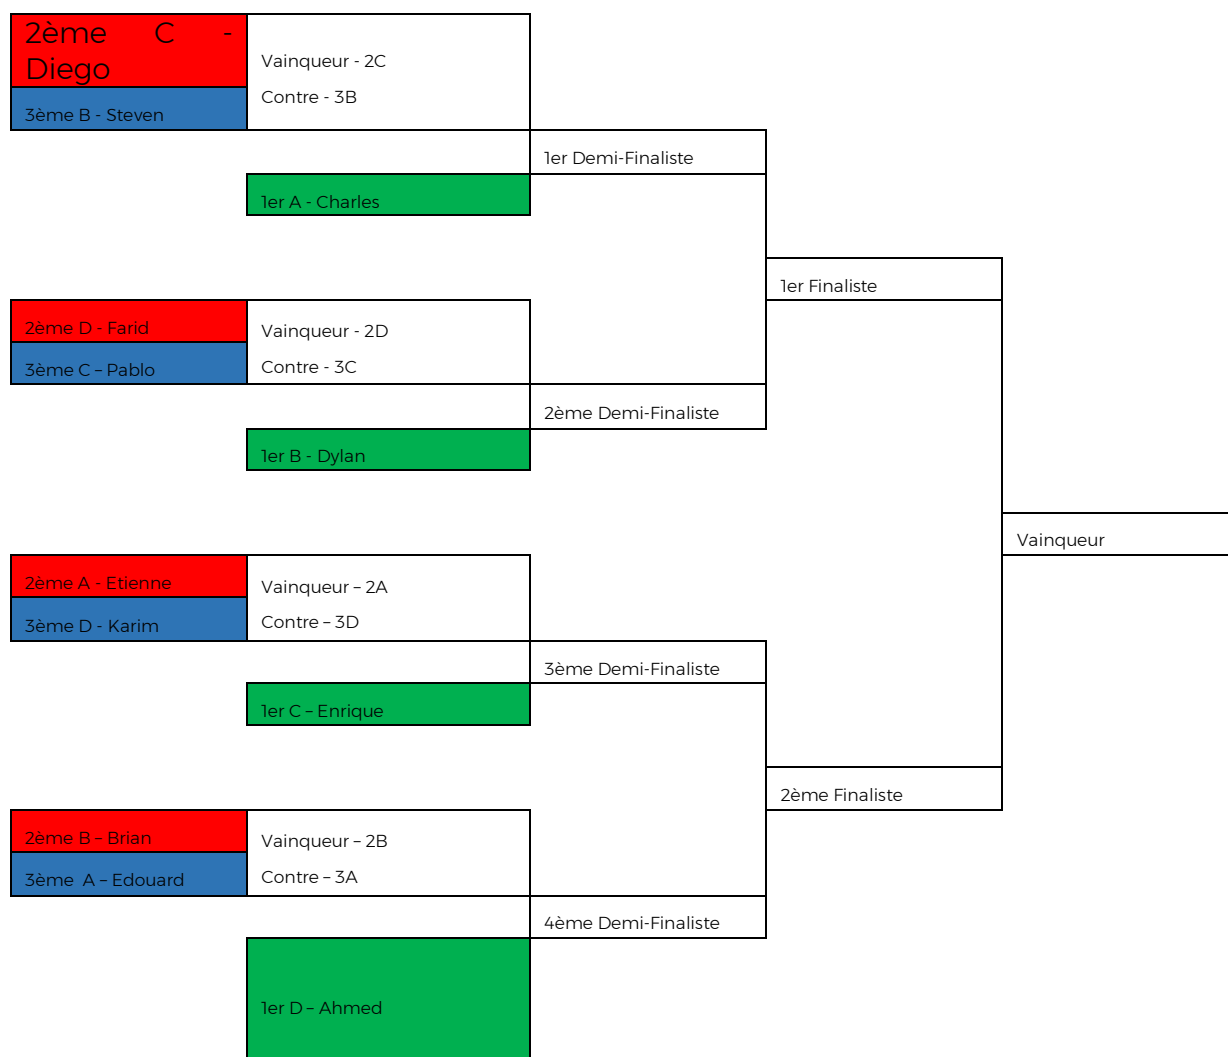 2ème C -
Diego
Vainqueur - 2C
Contre - 3B
3ème B - Steven
1er Demi-Finaliste
1er A - Charles
1er Finaliste
2ème D - Farid
Vainqueur - 2D
3ème C – Pablo
Contre - 3C
2ème Demi-Finaliste
1er B - Dylan
Vainqueur
2ème A - Etienne
Vainqueur – 2A
3ème D - Karim
Contre – 3D
3ème Demi-Finaliste
1er C – Enrique
2ème Finaliste
2ème B – Brian
Vainqueur – 2B
3ème A – Edouard
Contre – 3A
4ème Demi-Finaliste
1er D – Ahmed